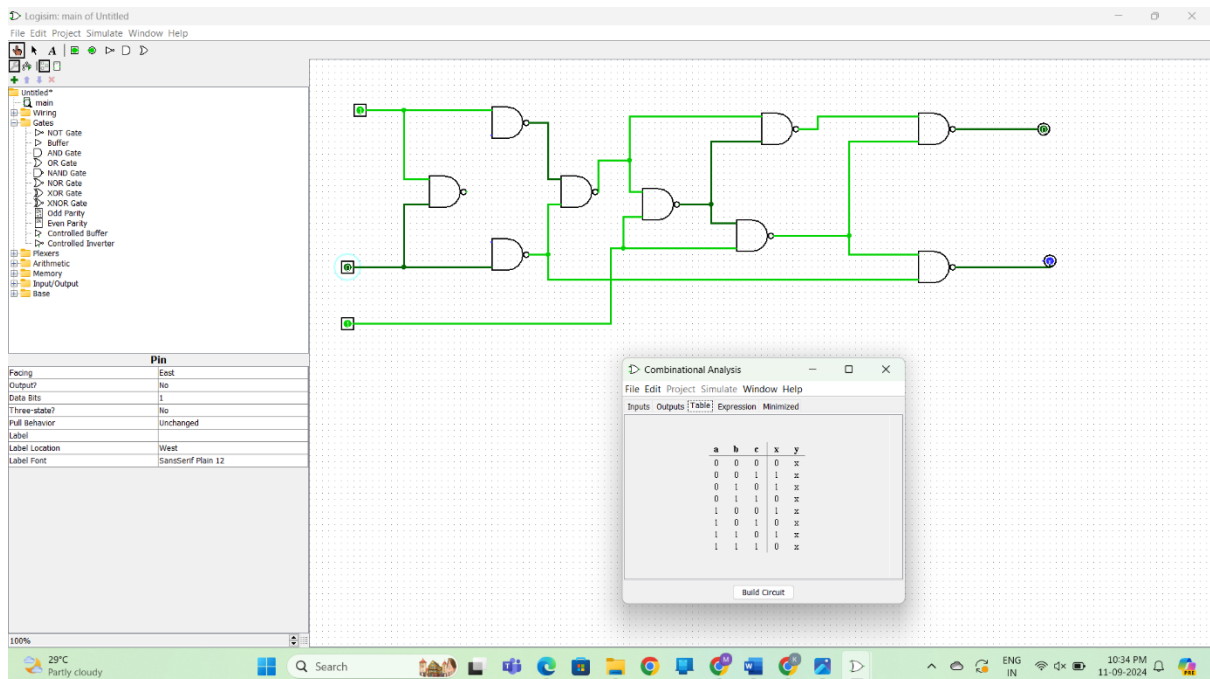 Logisim: main of Untitled
File Edit Project Simulate Window Help
A
Untitled*
main
Wiring
Gates
NOT Gate
Buffer
AND Gate
OR Gate
NAND Gate
NOR Gate
XOR Gate
XNOR Gate
Odd Parity
Even Parity
Controlled Buffer
Controlled Inverter
Plexers
Arithmetic
Memory
Input/Output
Base
Pin
Facing East
Output? No
Data Bits 1
Three-state? No
Pull Behavior Unchanged
Label
Label Location West
Label Font SansSerif Plain 12
100%
Combinational Analysis
File Edit Project Simulate Window Help
Inputs Outputs Table Expression Minimized
a b c x y
0 0 0 0 x
0 0 1 1 x
0 1 0 1 x
0 1 1 0 x
1 0 0 1 x
1 0 1 0 x
1 1 0 1 x
1 1 1 0 x
Build Circuit
29°C
Partly cloudy
Search
ENG
IN
10:34 PM
11-09-2024